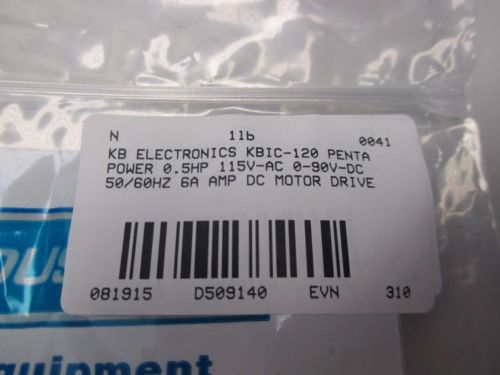 N 11b 0041
KB ELECTRONICS KBIC-120 PENTA
POWER 0.5HP 115V-AC 0-90V-DC
50/60HZ 6A AMP DC MOTOR DRIVE
081915 D509140 EVN 310